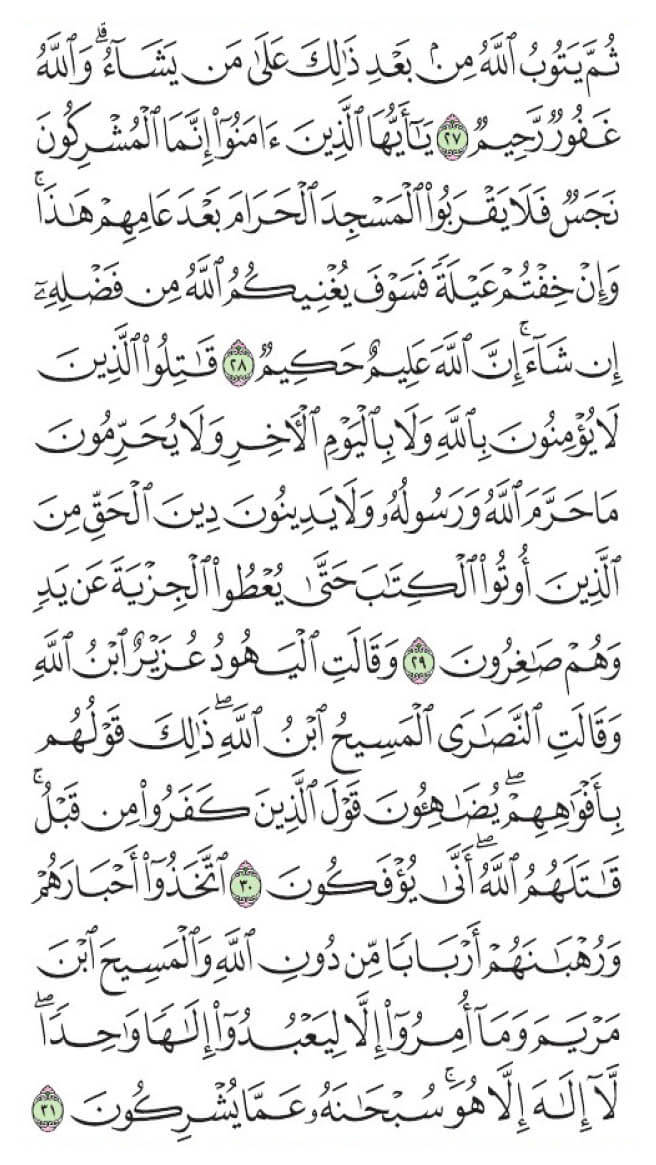 ثُمَّ يَتُوبُ ٱللَّهُ مِنۢ بَعْدِ ذَٰلِكَ عَلَىٰ مَن يَشَآءُ ۗ وَٱللَّهُ
غَفُورٌ رَّحِيمٌ ٢٧ يَـٰٓأَيُّهَا ٱلَّذِينَ ءَامَنُوٓا۟ إِنَّمَا ٱلْمُشْرِكُونَ
نَجَسٌ فَلَا يَقْرَبُوا۟ ٱلْمَسْجِدَ ٱلْحَرَامَ بَعْدَ عَامِهِمْ هَـٰذَا ۚ
وَإِنْ خِفْتُمْ عَيْلَةً فَسَوْفَ يُغْنِيكُمُ ٱللَّهُ مِن فَضْلِهِۦٓ
إِن شَآءَ ۚ إِنَّ ٱللَّهَ عَلِيمٌ حَكِيمٌ ٢٨ قَـٰتِلُوا۟ ٱلَّذِينَ
لَا يُؤْمِنُونَ بِٱللَّهِ وَلَا بِٱلْيَوْمِ ٱلْـَٔاخِرِ وَلَا يُحَرِّمُونَ
مَا حَرَّمَ ٱللَّهُ وَرَسُولُهُۥ وَلَا يَدِينُونَ دِينَ ٱلْحَقِّ مِنَ
ٱلَّذِينَ أُوتُوا۟ ٱلْكِتَـٰبَ حَتَّىٰ يُعْطُوا۟ ٱلْجِزْيَةَ عَن يَدٍ
وَهُمْ صَـٰغِرُونَ ٢٩ وَقَالَتِ ٱلْيَهُودُ عُزَيْرٌ ٱبْنُ ٱللَّهِ
وَقَالَتِ ٱلنَّصَـٰرَى ٱلْمَسِيحُ ٱبْنُ ٱللَّهِ ۖ ذَٰلِكَ قَوْلُهُم
بِأَفْوَٰهِهِمْ ۖ يُضَـٰهِـُٔونَ قَوْلَ ٱلَّذِينَ كَفَرُوا۟ مِن قَبْلُ ۚ
قَـٰتَلَهُمُ ٱللَّهُ ۖ أَنَّىٰ يُؤْفَكُونَ ٣٠ ٱتَّخَذُوٓا۟ أَحْبَارَهُمْ
وَرُهْبَـٰنَهُمْ أَرْبَابًا مِّن دُونِ ٱللَّهِ وَٱلْمَسِيحَ ٱبْنَ
مَرْيَمَ وَمَآ أُمِرُوٓا۟ إِلَّا لِيَعْبُدُوٓا۟ إِلَـٰهًا وَٰحِدًا ۖ
لَّآ إِلَـٰهَ إِلَّا هُوَ ۚ سُبْحَـٰنَهُۥ عَمَّا يُشْرِكُونَ ٣١